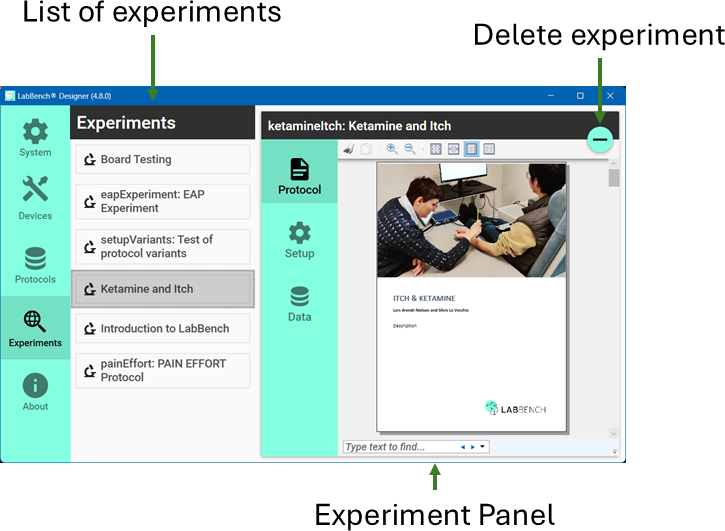 List of experiments
Delete experiment
LabBench® Designer (4.8.0)
System
Devices
Protocols
Experiments
About
Experiments
Board Testing
eapExperiment: EAP
Experiment
setupVariants: Test of
protocol variants
Ketamine and Itch
Introduction to LabBench
painEffort: PAIN EFFORT
Protocol
ketamineItch: Ketamine and Itch
Protocol
Setup
Data
ITCH & KETAMINE
Lars Arendt-Nielsen and Silvia Lo Vecchio
Description
LABBENCH
Type text to find...
Experiment Panel